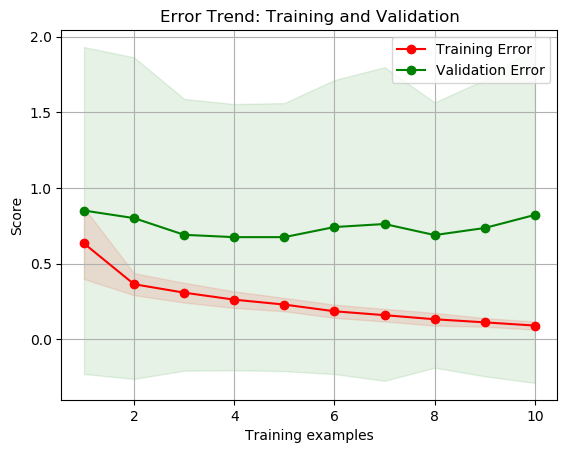 Error Trend: Training and Validation
Training Error
Validation Error
Score
2.0
1.5
1.0
0.5
0.0
2
4
6
8
10
Training examples